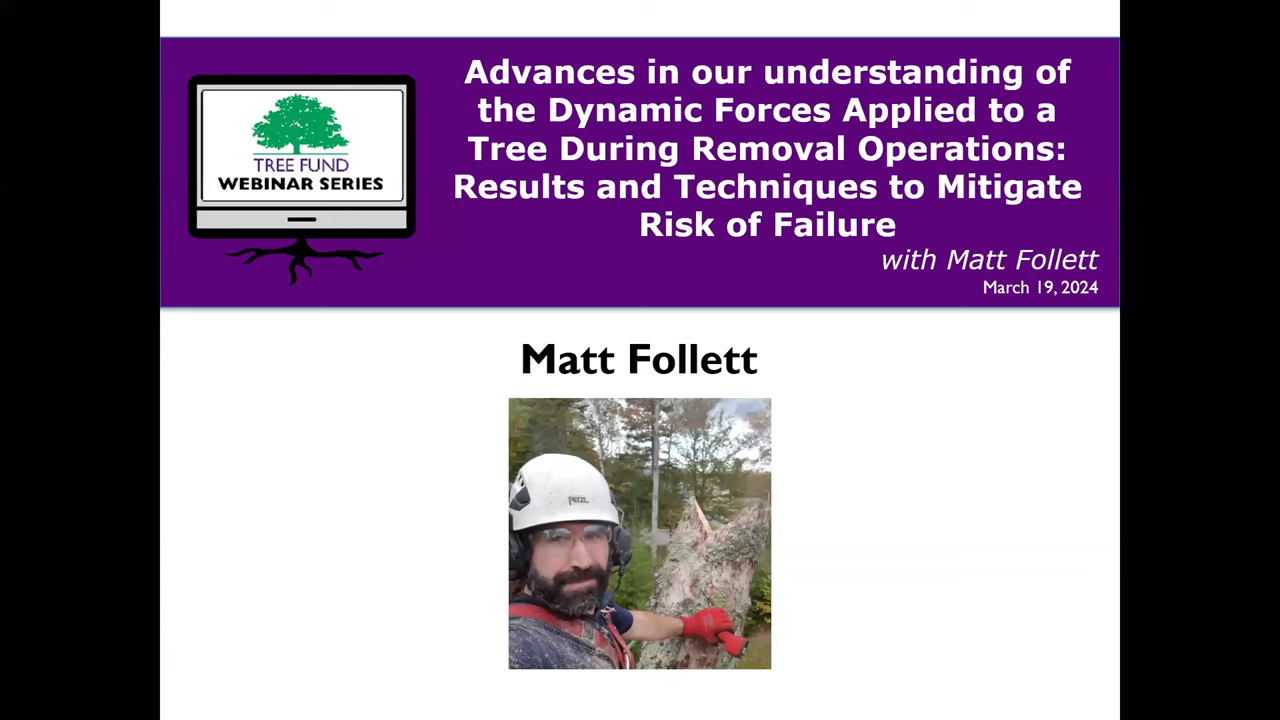 Advances in our understanding of
the Dynamic Forces Applied to a
Tree During Removal Operations:
Results and Techniques to Mitigate
Risk of Failure
with Matt Follett
March 19, 2024
TREE FUND
WEBINAR SERIES
Matt Follett
PETZL